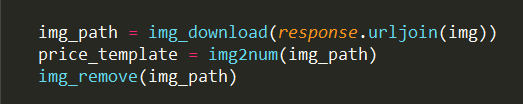 img_path = img_download(response.urljoin(img))
price_template = img2num(img_path)
img_remove(img_path)